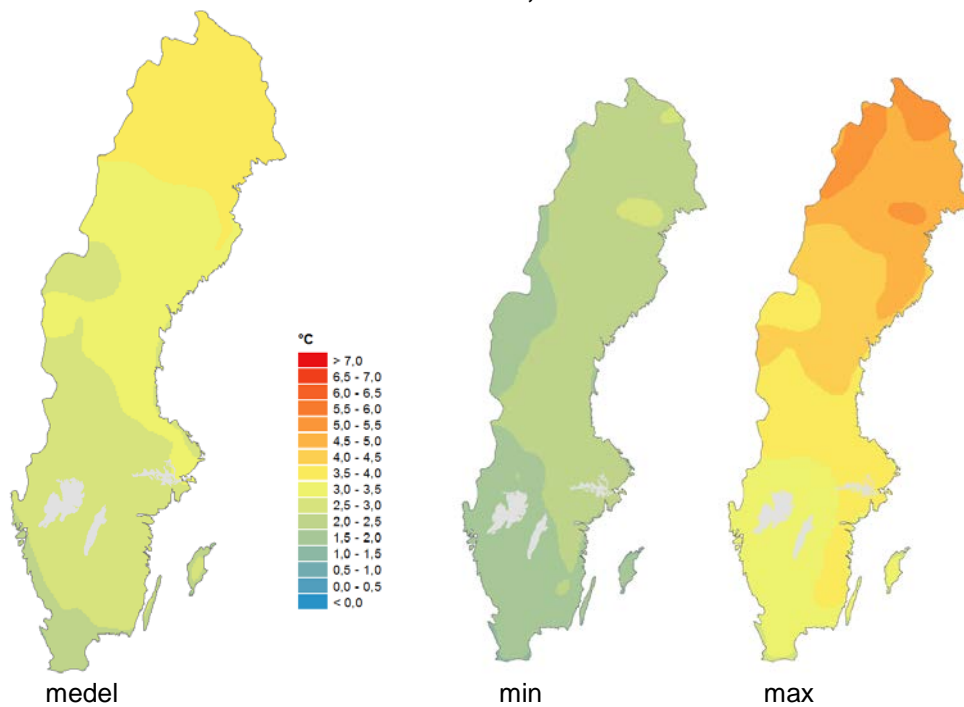 °C
> 7,0
6,5 - 7,0
6,0 - 6,5
5,5 - 6,0
5,0 - 5,5
4,5 - 5,0
4,0 - 4,5
3,5 - 4,0
3,0 - 3,5
2,5 - 3,0
2,0 - 2,5
1,5 - 2,0
1,0 - 1,5
0,5 - 1,0
0,0 - 0,5
< 0,0
medel
min
max